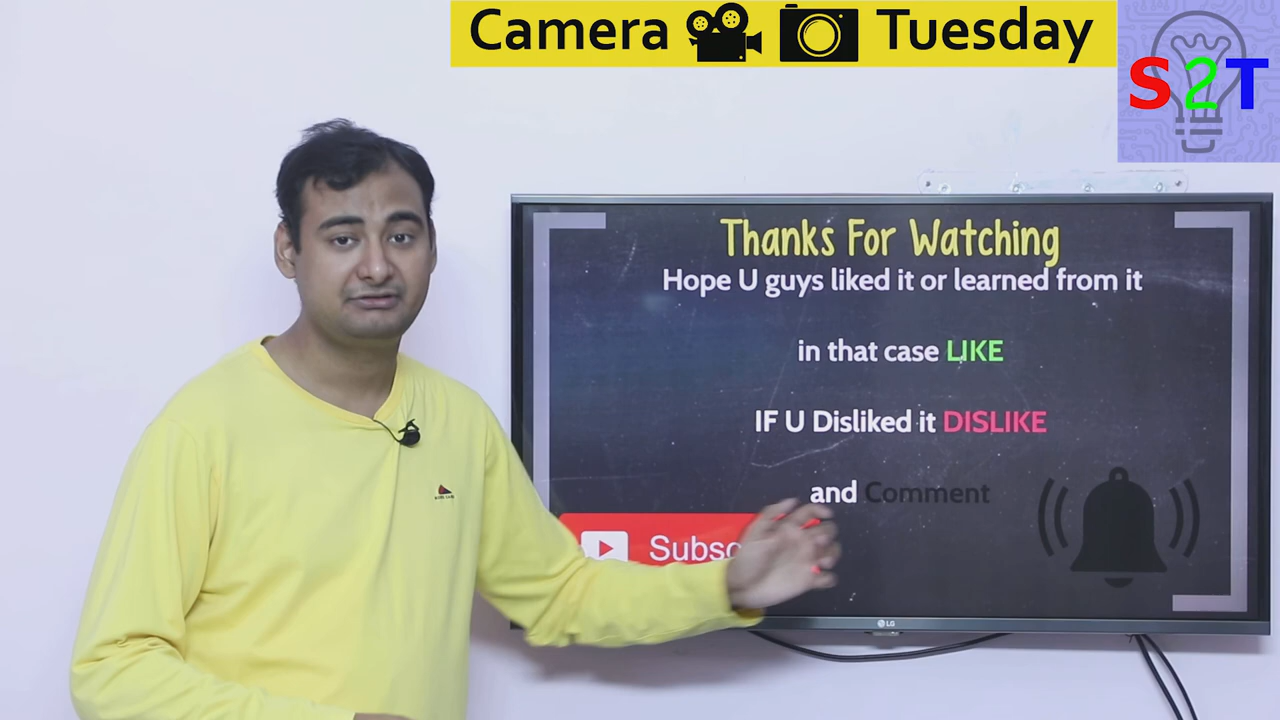 Camera Tuesday
S2T
Thanks For Watching
Hope U guys liked it or learned from it
in that case LIKE
IF U Disliked it DISLIKE
and Comment
Subsc
LG